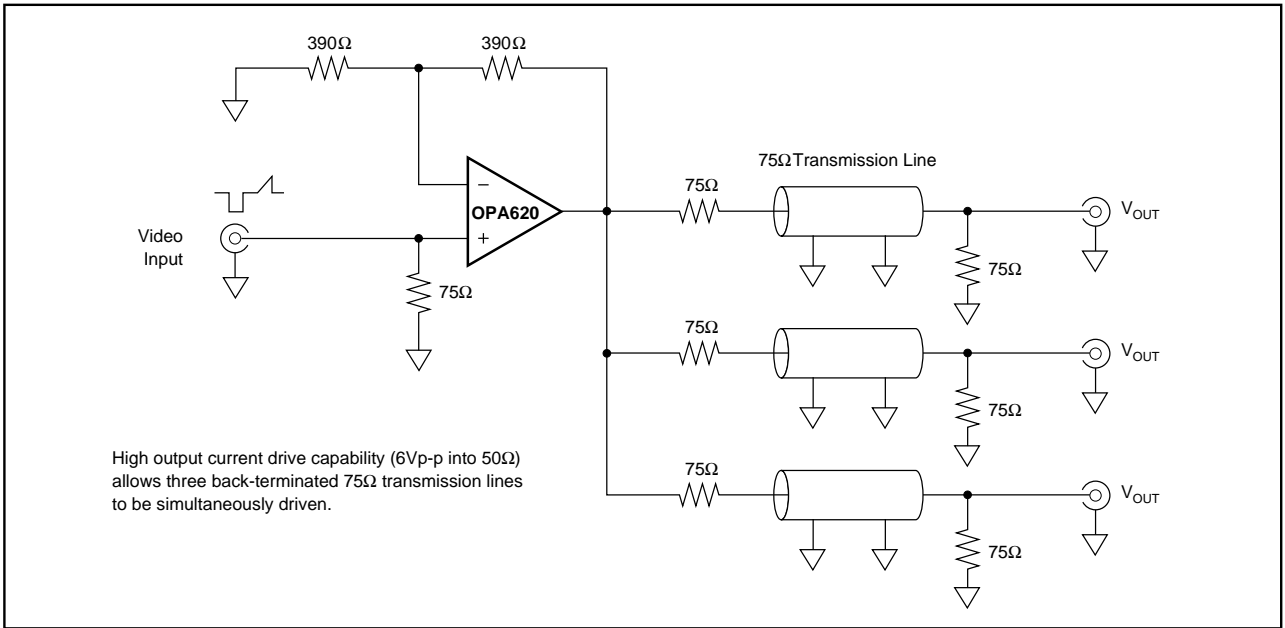 390Ω
390Ω
75Ω Transmission Line
75Ω
−
OPA620
+
V_OUT
Video
Input
75Ω
75Ω
75Ω
V_OUT
75Ω
High output current drive capability (6Vp-p into 50Ω)
allows three back-terminated 75Ω transmission lines
to be simultaneously driven.
75Ω
V_OUT
75Ω